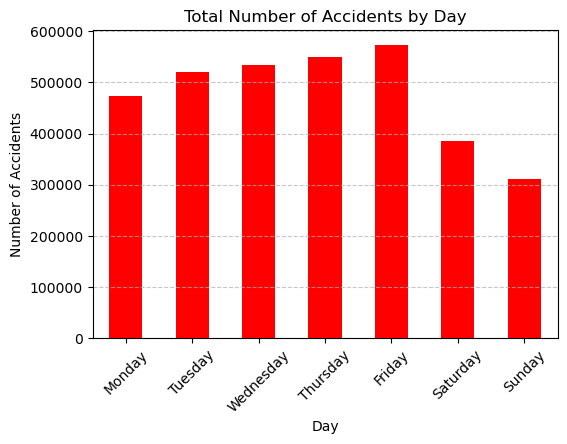 Total Number of Accidents by Day
Number of Accidents
600000
500000
400000
300000
200000
100000
0
Monday
Tuesday
Wednesday
Thursday
Friday
Saturday
Sunday
Day